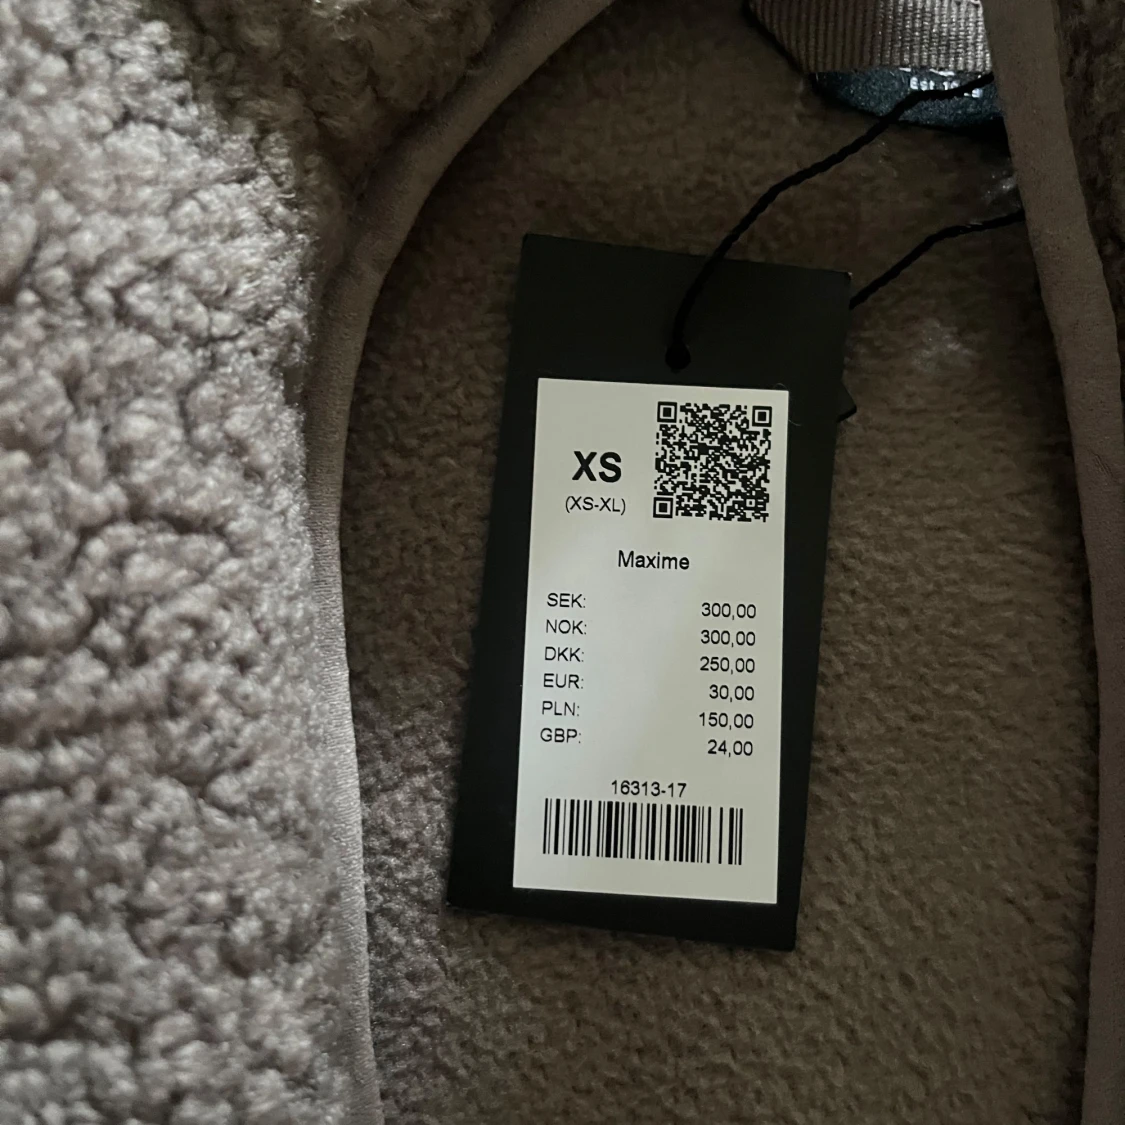 XS
(XS-XL)
Maxime
SEK: 300,00
NOK: 300,00
DKK: 250,00
EUR: 30,00
PLN: 150,00
GBP: 24,00
16313-17